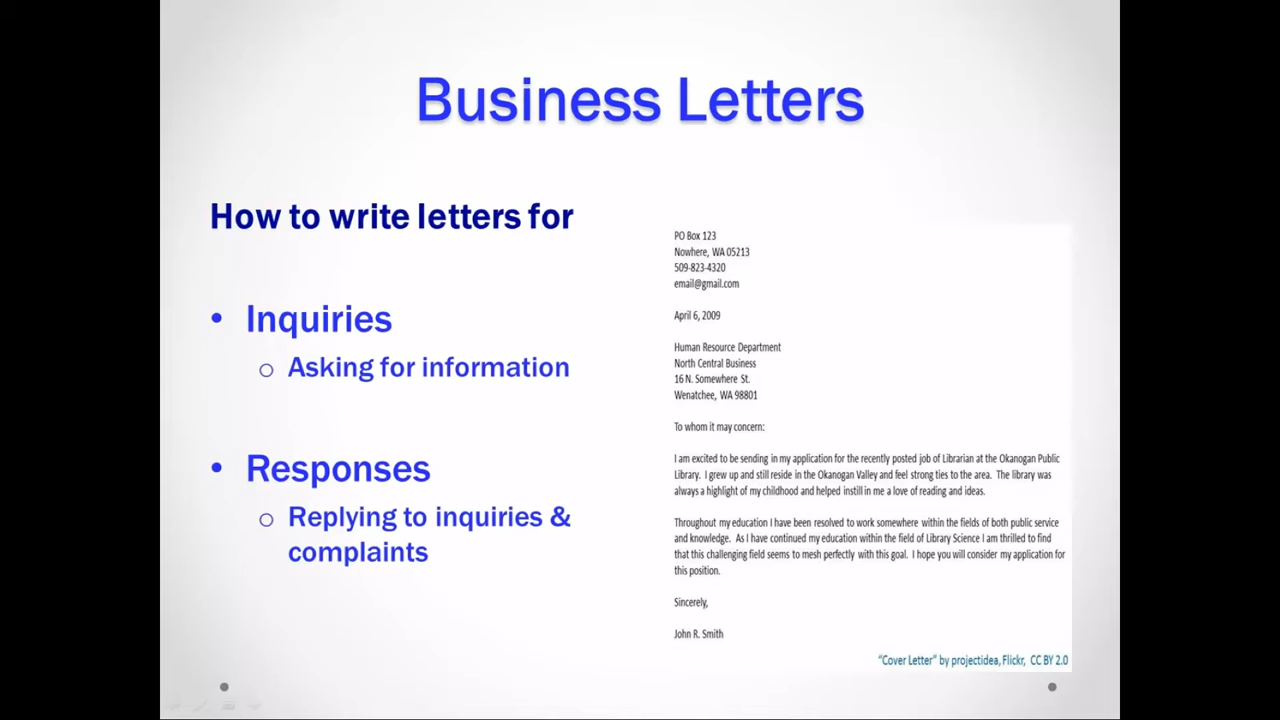 Business Letters
How to write letters for
• Inquiries
o Asking for information
• Responses
o Replying to inquiries &
complaints
PO Box 123
Nowhere, WA 05213
509-823-4320
email@gmail.com
April 6, 2009
Human Resource Department
North Central Business
16 N. Somewhere St.
Wenatchee, WA 98801
To whom it may concern:
I am excited to be sending in my application for the recently posted job of Librarian at the Okanogan Public
Library. I grew up and still reside in the Okanogan Valley and feel strong ties to the area. The library was
always a highlight of my childhood and helped instill in me a love of reading and ideas.
Throughout my education I have been resolved to work somewhere within the fields of both public service
and knowledge. As I have continued my education within the field of Library Science I am thrilled to find
that this challenging field seems to mesh perfectly with this goal. I hope you will consider my application for
this position.
Sincerely,
John R. Smith
"Cover Letter" by projectidea, Flickr, CC BY 2.0